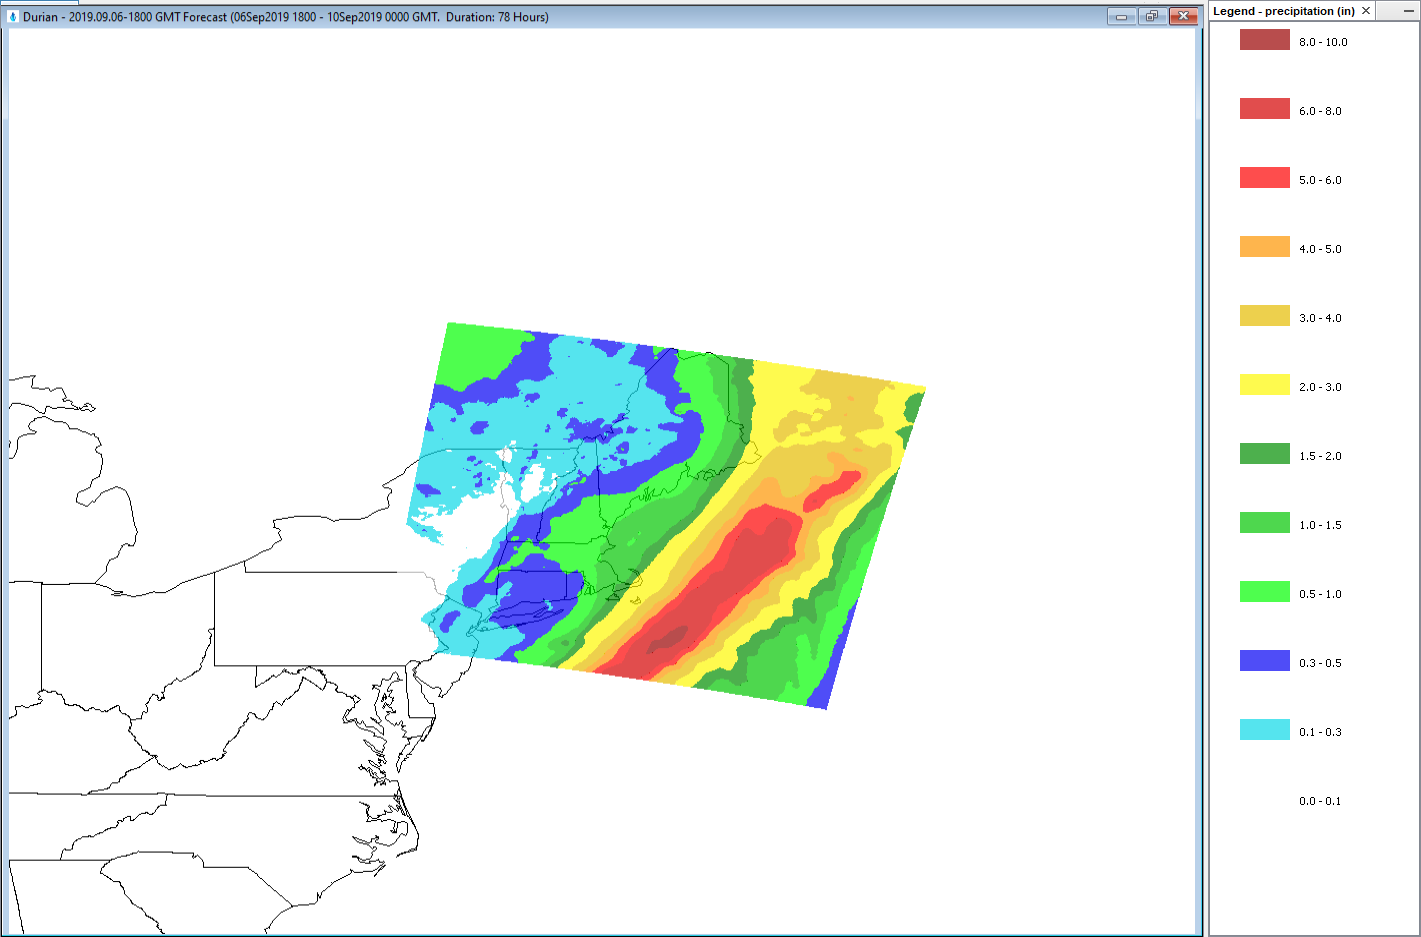 Durian - 2019.09.06-1800 GMT Forecast (06Sep2019 1800 - 10Sep2019 0000 GMT. Duration: 78 Hours)
Legend - precipitation (in)
8.0 - 10.0
6.0 - 8.0
5.0 - 6.0
4.0 - 5.0
3.0 - 4.0
2.0 - 3.0
1.5 - 2.0
1.0 - 1.5
0.5 - 1.0
0.3 - 0.5
0.1 - 0.3
0.0 - 0.1